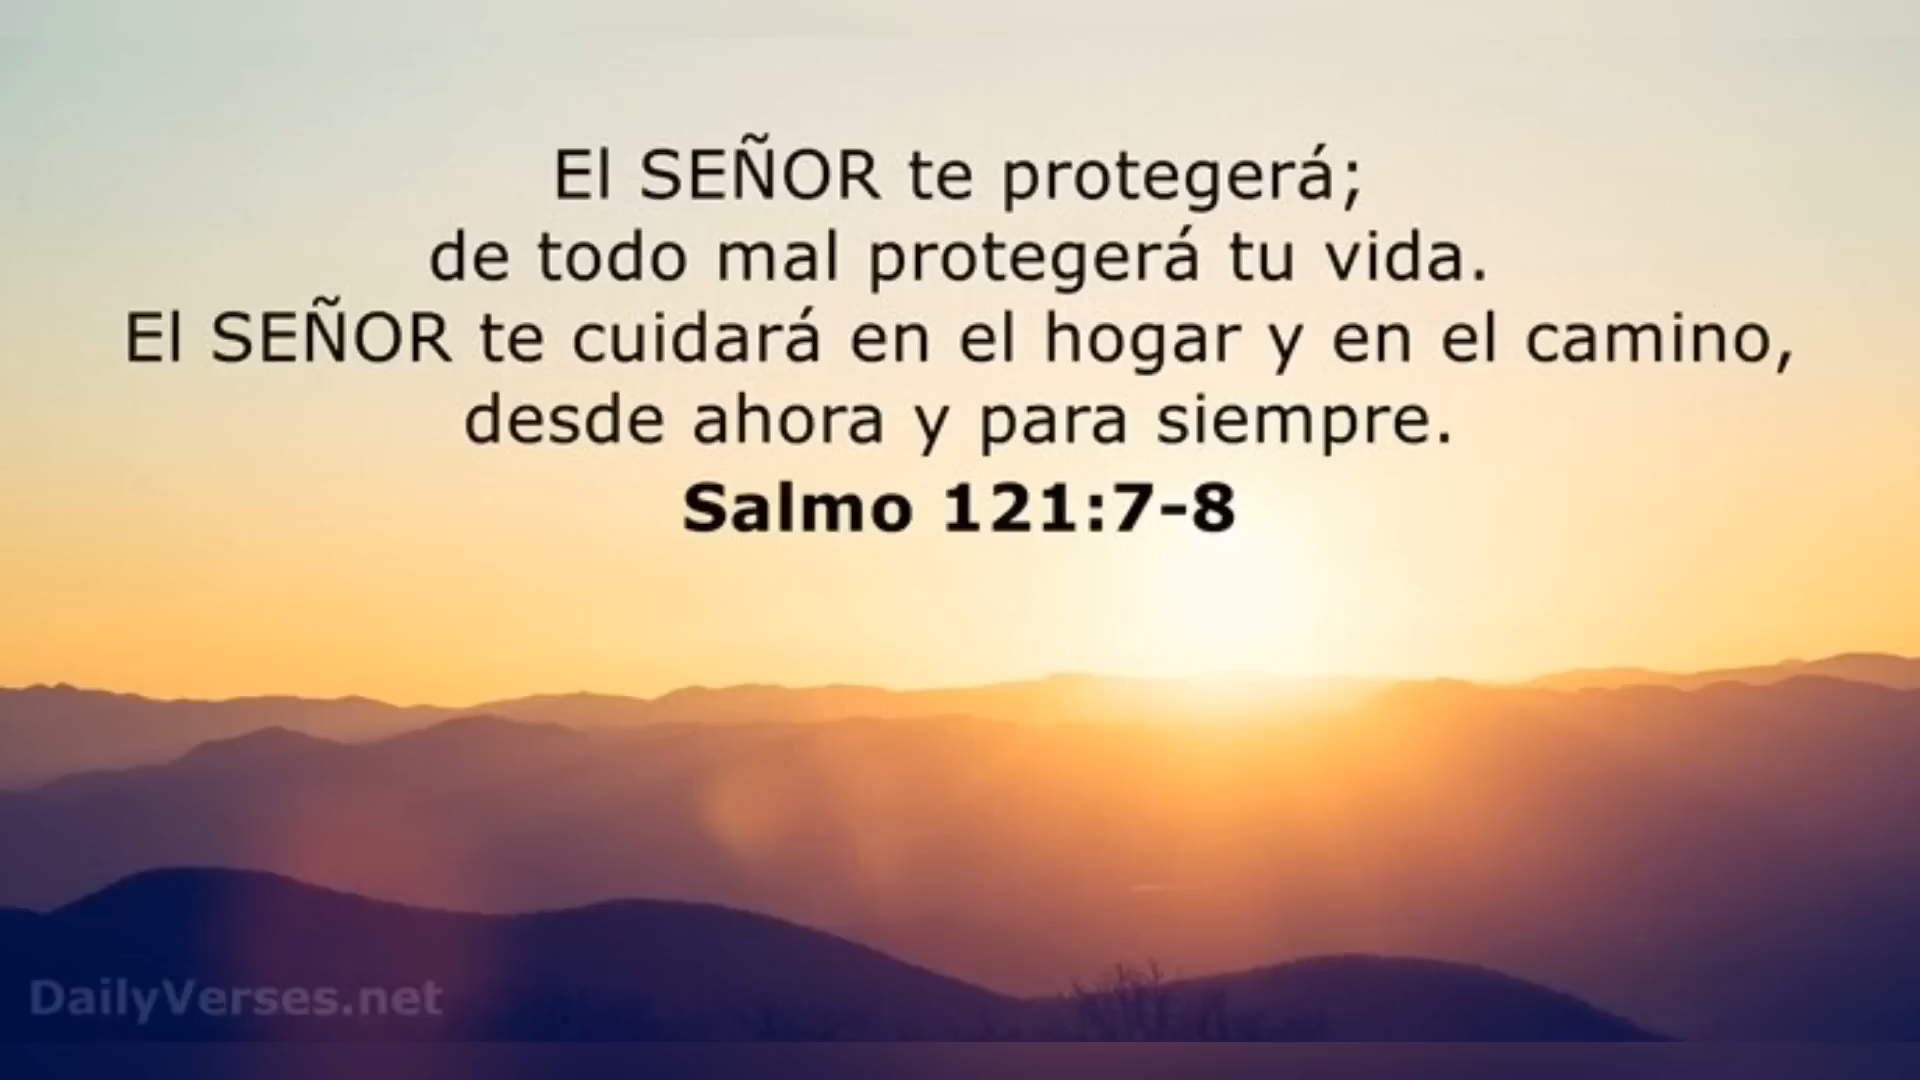 El SEÑOR te protegerá;
de todo mal protegerá tu vida.
El SEÑOR te cuidará en el hogar y en el camino,
desde ahora y para siempre.
Salmo 121:7-8
DailyVerses.net